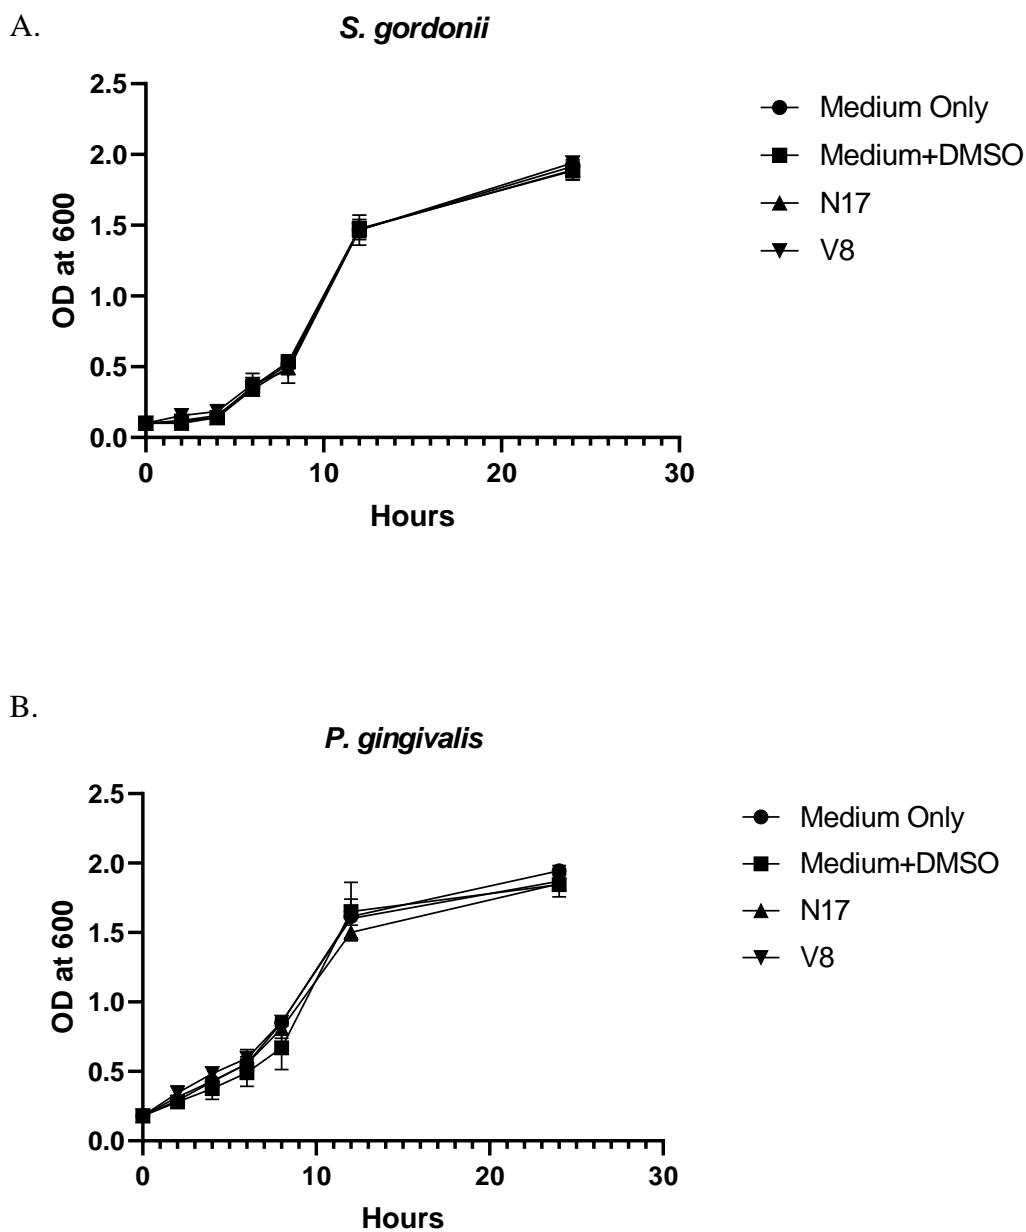 A.
S. gordonii
2.5
2.0
1.5
1.0
0.5
0.0
OD at 600
0 10 20 30
Hours
Medium Only
Medium+DMSO
N17
V8
B.
P. gingivalis
2.5
2.0
1.5
1.0
0.5
0.0
OD at 600
0 10 20 30
Hours
Medium Only
Medium+DMSO
N17
V8